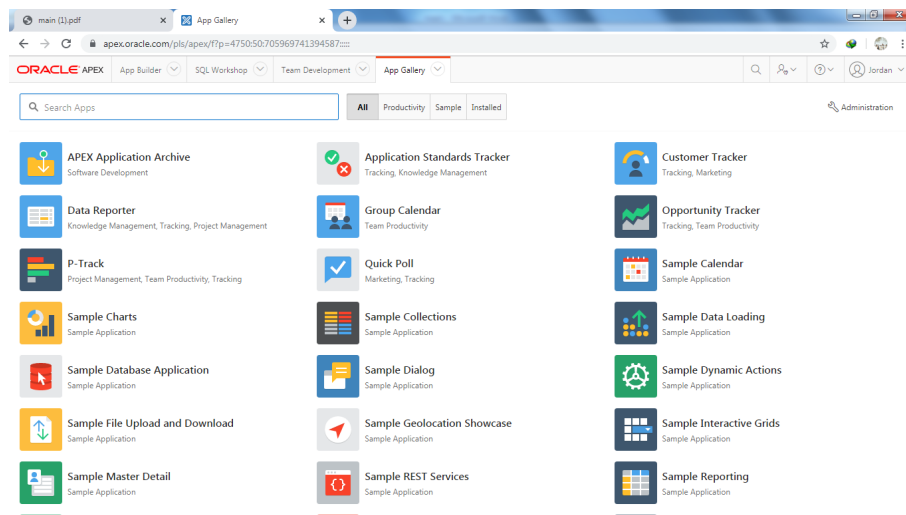 main (1).pdf
App Gallery
apex.oracle.com/pls/apex/f?p=4750:50:705969741394587:::::
ORACLE APEX App Builder SQL Workshop Team Development App Gallery Jordan
Search Apps All Productivity Sample Installed Administration
APEX Application Archive Application Standards Tracker Customer Tracker
Software Development Tracking, Knowledge Management Tracking, Marketing
Data Reporter Group Calendar Opportunity Tracker
Knowledge Management, Tracking, Project Management Team Productivity Tracking, Team Productivity
P-Track Quick Poll Sample Calendar
Project Management, Team Productivity, Tracking Marketing, Tracking Sample Application
Sample Charts Sample Collections Sample Data Loading
Sample Application Sample Application Sample Application
Sample Database Application Sample Dialog Sample Dynamic Actions
Sample Application Sample Application Sample Application
Sample File Upload and Download Sample Geolocation Showcase Sample Interactive Grids
Sample Application Sample Application Sample Application
Sample Master Detail Sample REST Services Sample Reporting
Sample Application Sample Application Sample Application